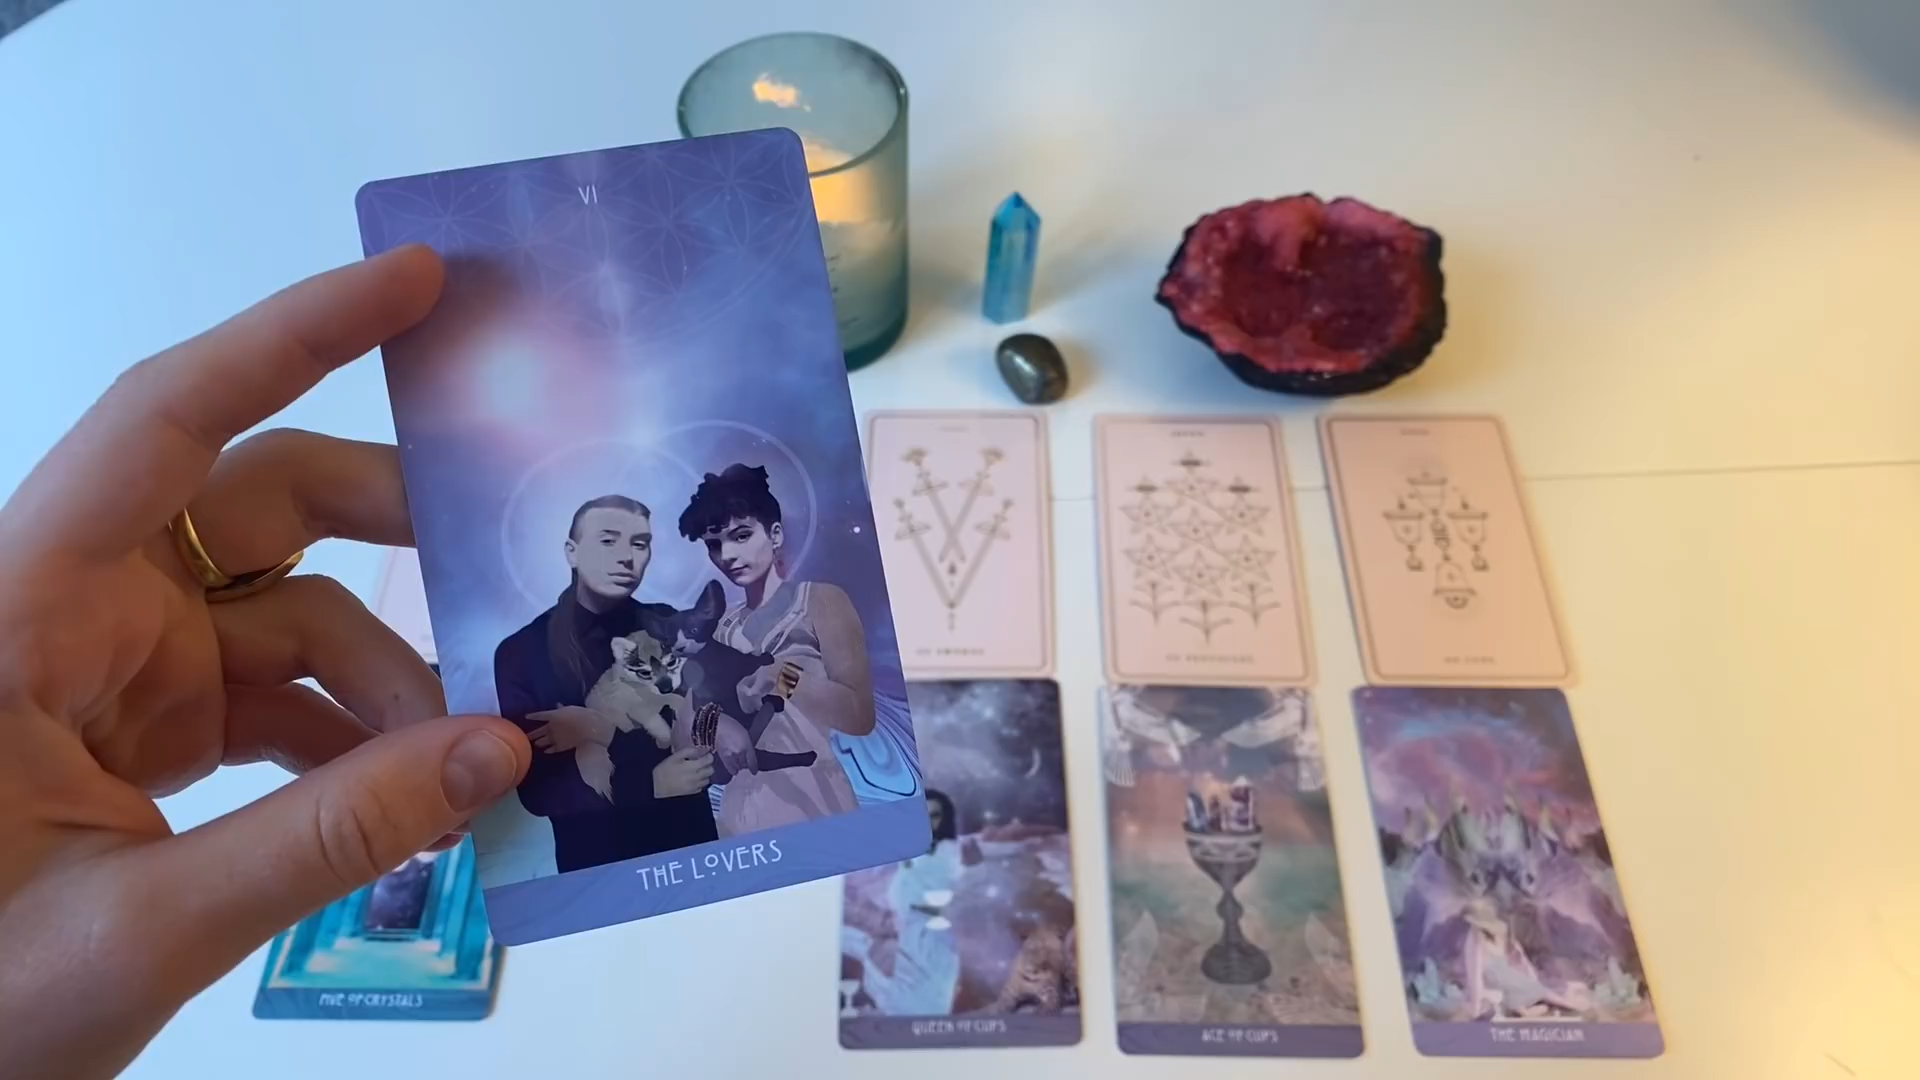 VI
THE LOVERS
FIVE OF CRYSTALS
QUEEN OF CUPS
ACE OF CUPS
THE MAGICIAN